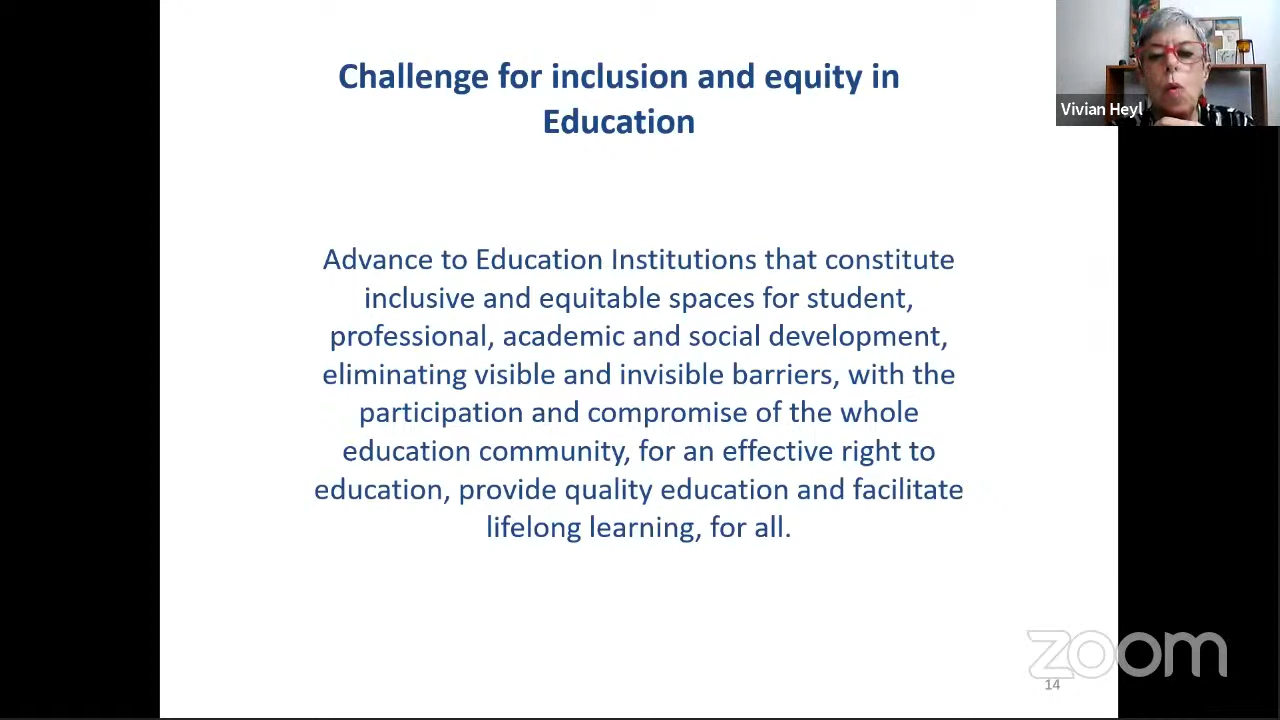 Challenge for inclusion and equity in
Education
Vivian Heyl
Advance to Education Institutions that constitute
inclusive and equitable spaces for student,
professional, academic and social development,
eliminating visible and invisible barriers, with the
participation and compromise of the whole
education community, for an effective right to
education, provide quality education and facilitate
lifelong learning, for all.
zoom
14